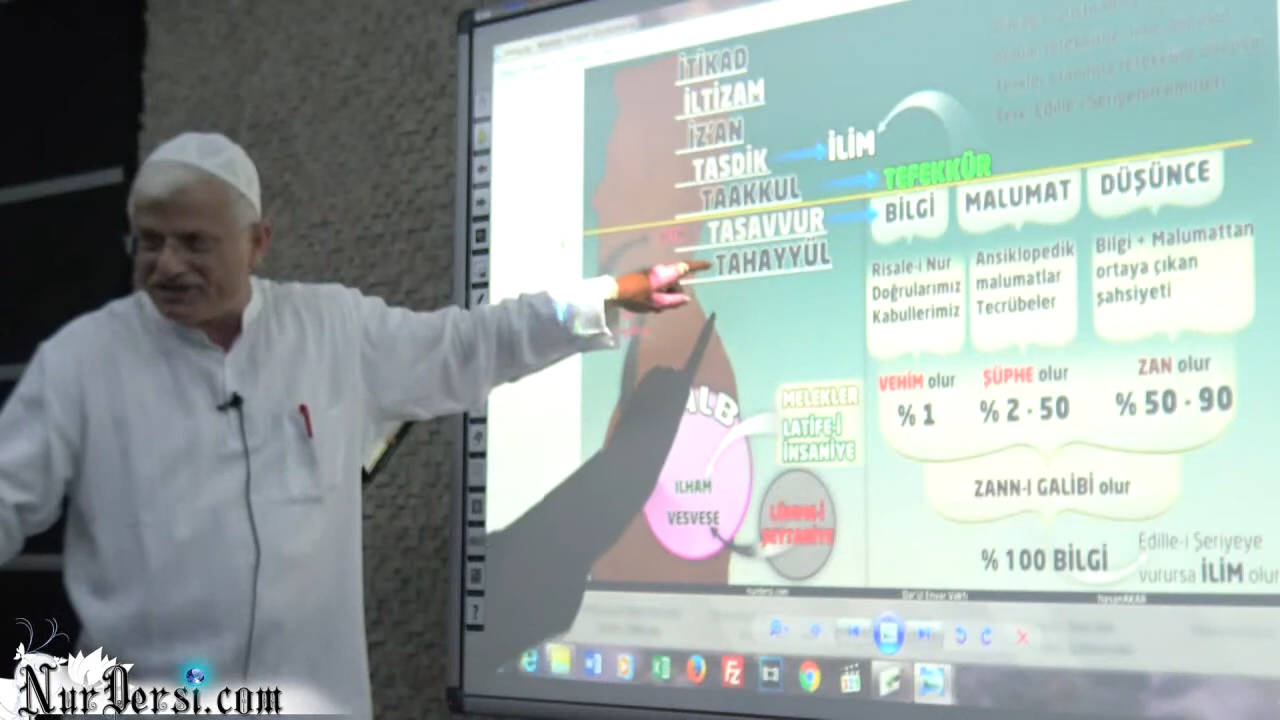 İTİKAD
İLTİZAM
İZ'AN
TASDİK
TAAKKUL
TASAVVUR
TAHAYYÜL
İLİM
TEFEKKÜR
BİLGİ
MALUMAT
DÜŞÜNCE
Risale-i Nur
Doğrularımız
Kabullerimiz
Ansiklopedik
malumatlar
Tecrübeler
Bilgi + Malumattan
ortaya çıkan
şahsiyeti
VEHİM olur
% 1
ŞÜPHE olur
% 2 - 50
ZAN olur
% 50 - 90
ZANN-I GALİBİ olur
% 100 BİLGİ
Edille-i Şeriyeye
vurursa İLİM olur
MELEKLER
LATİFE-İ
İNSANİYE
ILHAM
VESVESE
nurdersi.com
NurDersi.com